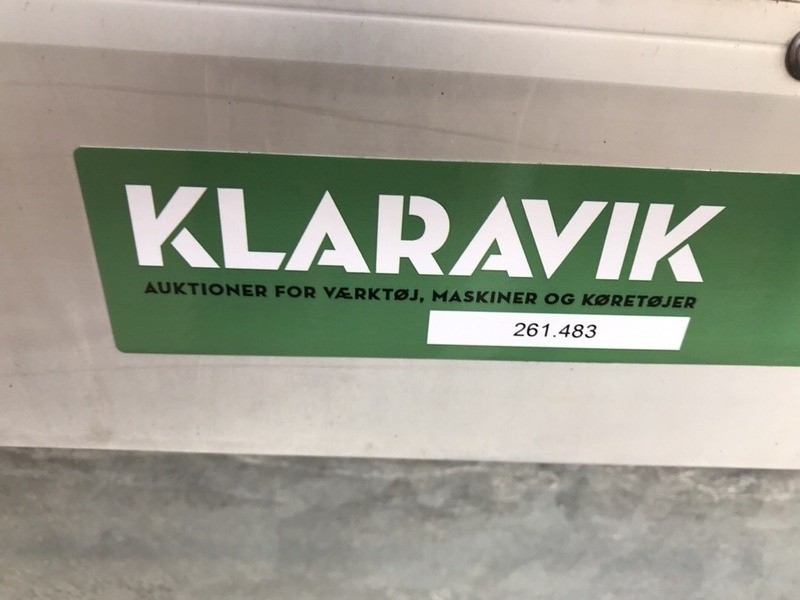 KLARAVIK
AUKTIONER FOR VÆRKTØJ, MASKINER OG KØRETØJER
261.483